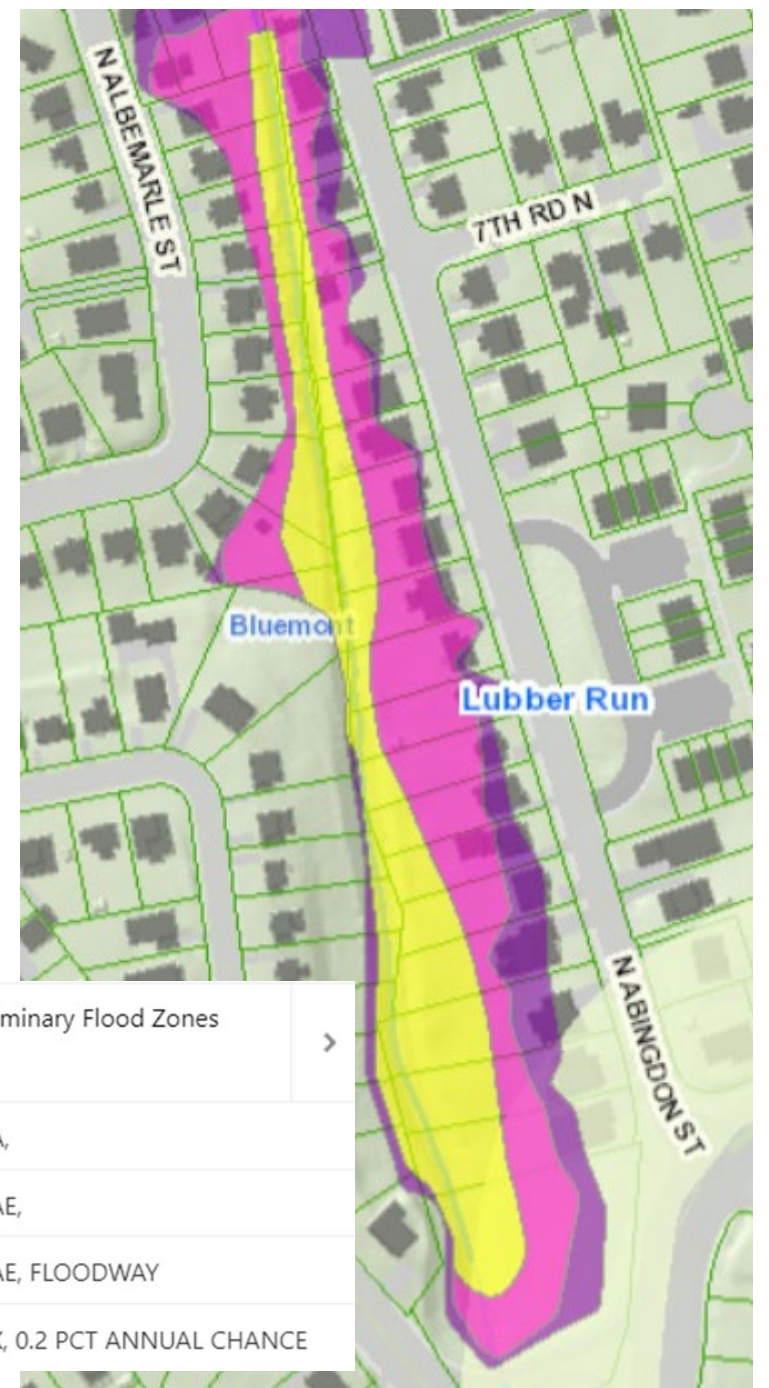 N ALBEMARLE ST
7TH RD N
Bluemont
Lubber Run
N ABINGDON ST
minary Flood Zones
A,
AE,
AE, FLOODWAY
X, 0.2 PCT ANNUAL CHANCE